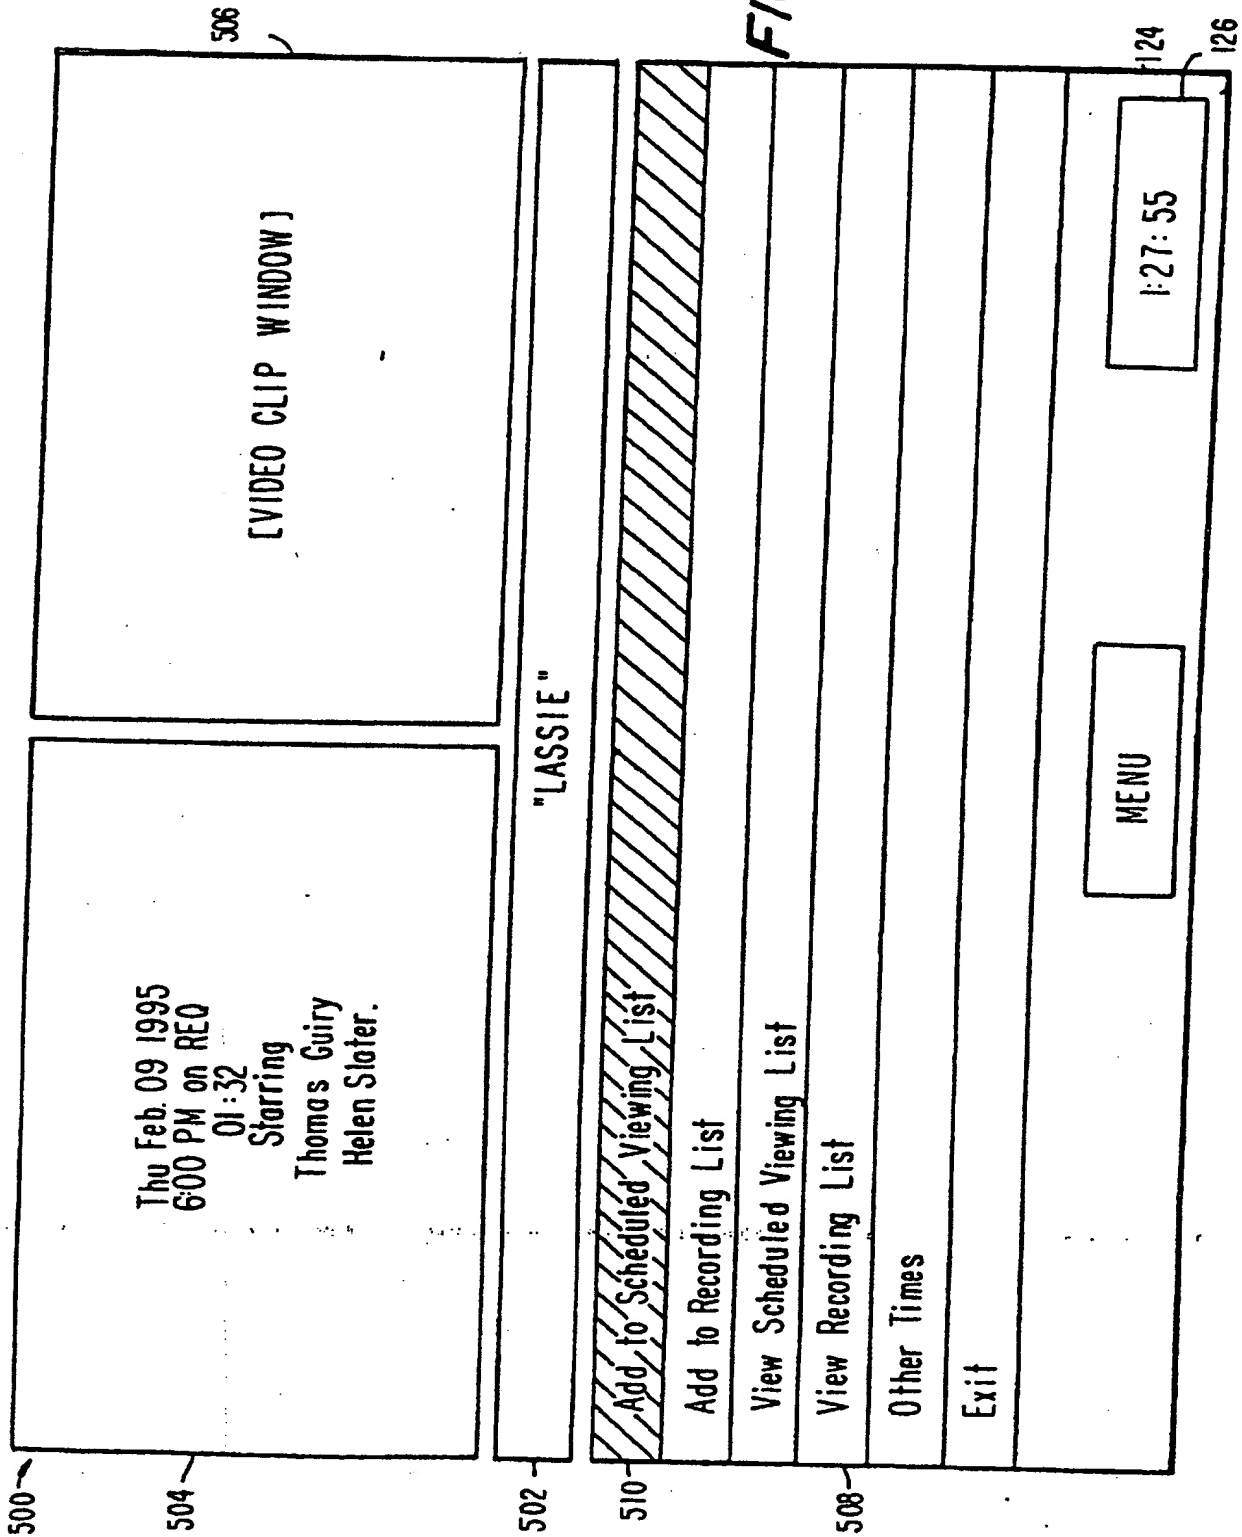 500
504
Thu Feb. 09 1995
6:00 PM on REQ
01:32
Starring
Thomas Guiry
Helen Slater.
506
[VIDEO CLIP WINDOW]
502
"LASSIE"
510
Add to Scheduled Viewing List
Add to Recording List
View Scheduled Viewing List
508
View Recording List
Other Times
Exit
MENU
1:27:55
124
126